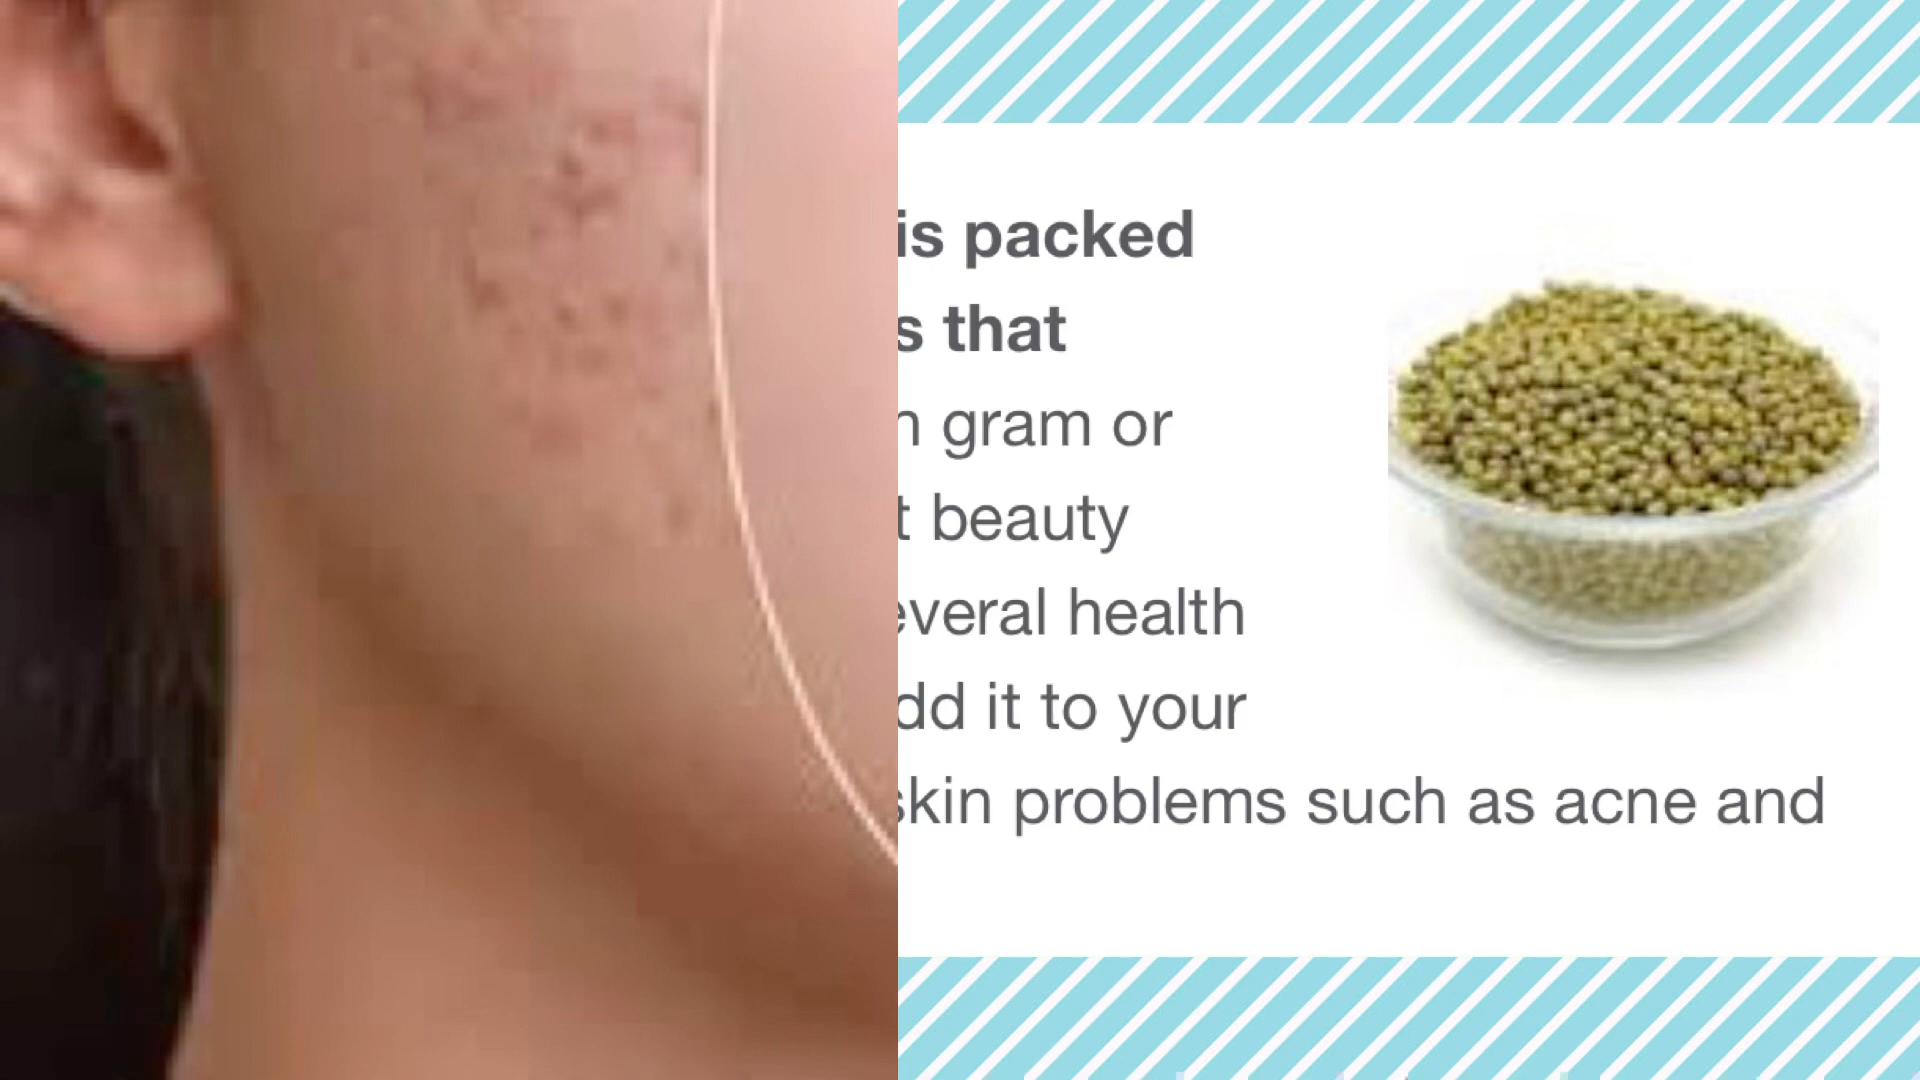 is packed
s that
gram or
beauty
everal health
dd it to your
skin problems such as acne and